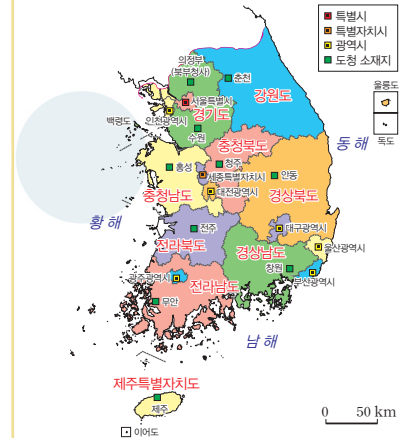 특별시
특별자치시
광역시
도청 소재지
울릉도
독도
의정부
(북부청사)
춘천
강원도
서울특별시
경기도
인천광역시
백령도
수원
동해
충청북도
홍성
청주
안동
세종특별자치시
대전광역시
충청남도
경상북도
황해
전주
대구광역시
전라북도
경상남도
울산광역시
창원
부산광역시
광주광역시
전라남도
무안
남해
제주특별자치도
제주
이어도
0 50 km